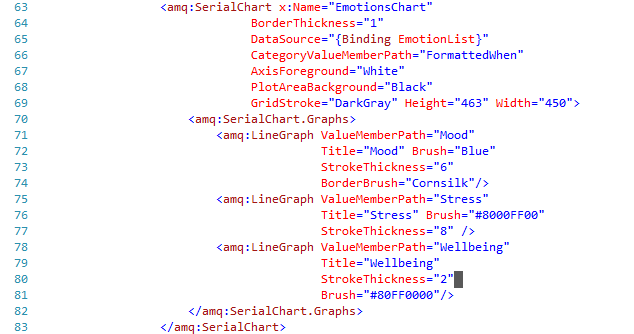 63 <amq:SerialChart x:Name="EmotionsChart"
64 BorderThickness="1"
65 DataSource="{Binding EmotionList}"
66 CategoryValueMemberPath="FormattedWhen"
67 AxisForeground="White"
68 PlotAreaBackground="Black"
69 GridStroke="DarkGray" Height="463" Width="450">
70 <amq:SerialChart.Graphs>
71 <amq:LineGraph ValueMemberPath="Mood"
72 Title="Mood" Brush="Blue"
73 StrokeThickness="6"
74 BorderBrush="Cornsilk"/>
75 <amq:LineGraph ValueMemberPath="Stress"
76 Title="Stress" Brush="#8000FF00"
77 StrokeThickness="8" />
78 <amq:LineGraph ValueMemberPath="Wellbeing"
79 Title="Wellbeing"
80 StrokeThickness="2"
81 Brush="#80FF0000"/>
82 </amq:SerialChart.Graphs>
83 </amq:SerialChart>